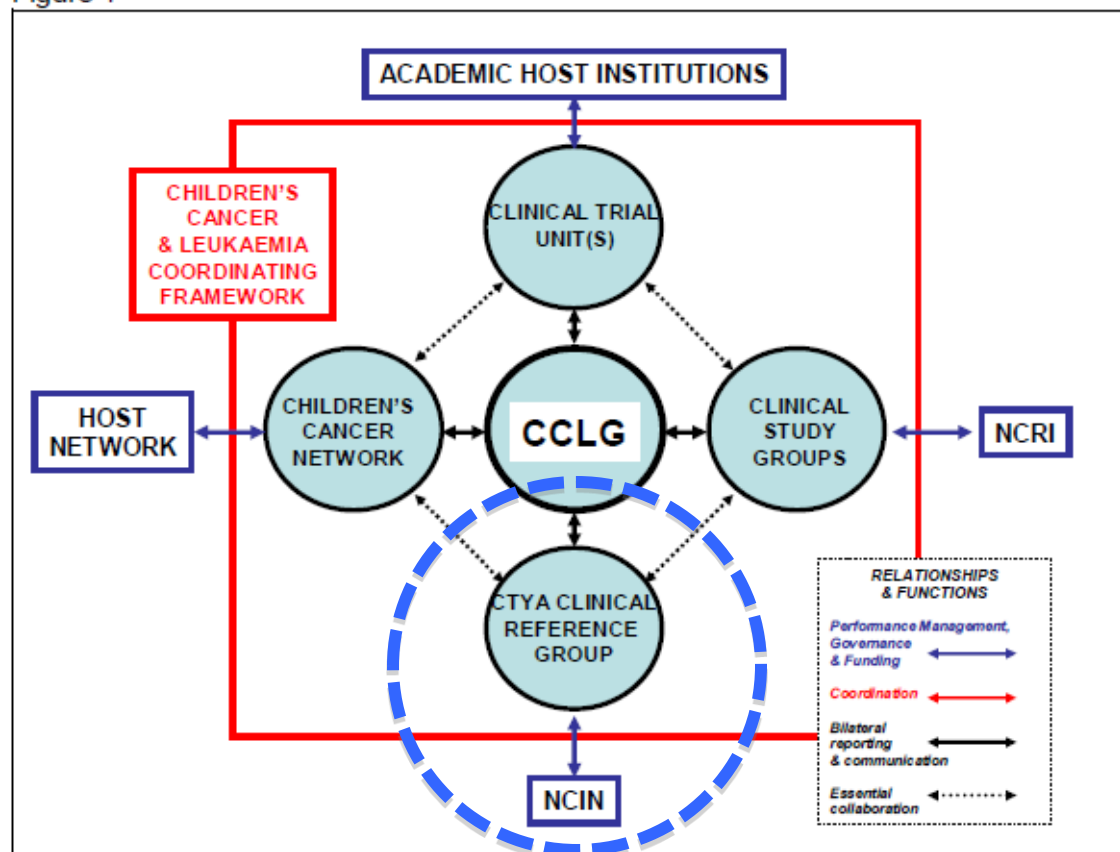 ACADEMIC HOST INSTITUTIONS
CHILDREN'S
CANCER
& LEUKAEMIA
COORDINATING
FRAMEWORK
CLINICAL TRIAL
UNIT(S)
HOST
NETWORK
CHILDREN'S
CANCER
NETWORK
CCLG
CLINICAL
STUDY
GROUPS
NCRI
CTYA CLINICAL
REFERENCE
GROUP
NCIN
RELATIONSHIPS
& FUNCTIONS
Performance Management,
Governance
& Funding
Coordination
Bilateral
reporting
& communication
Essential
collaboration